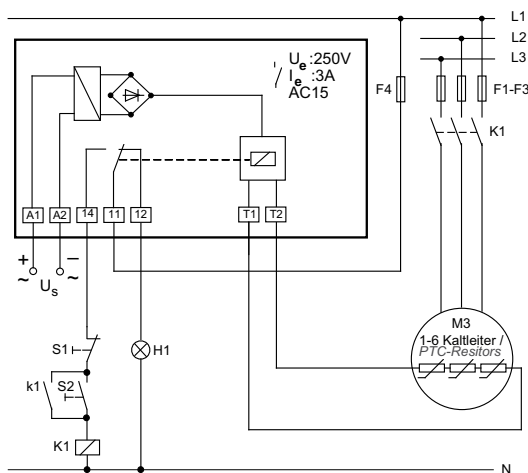 L1
L2
L3
Ue:250V
Ie:3A
AC15
F4
F1-F3
K1
A1 A2 14 11 12 T1 T2
+ −
~ ~
Us
M3
1-6 Kaltleiter /
PTC-Resitors
S1
H1
k1 S2
K1
N